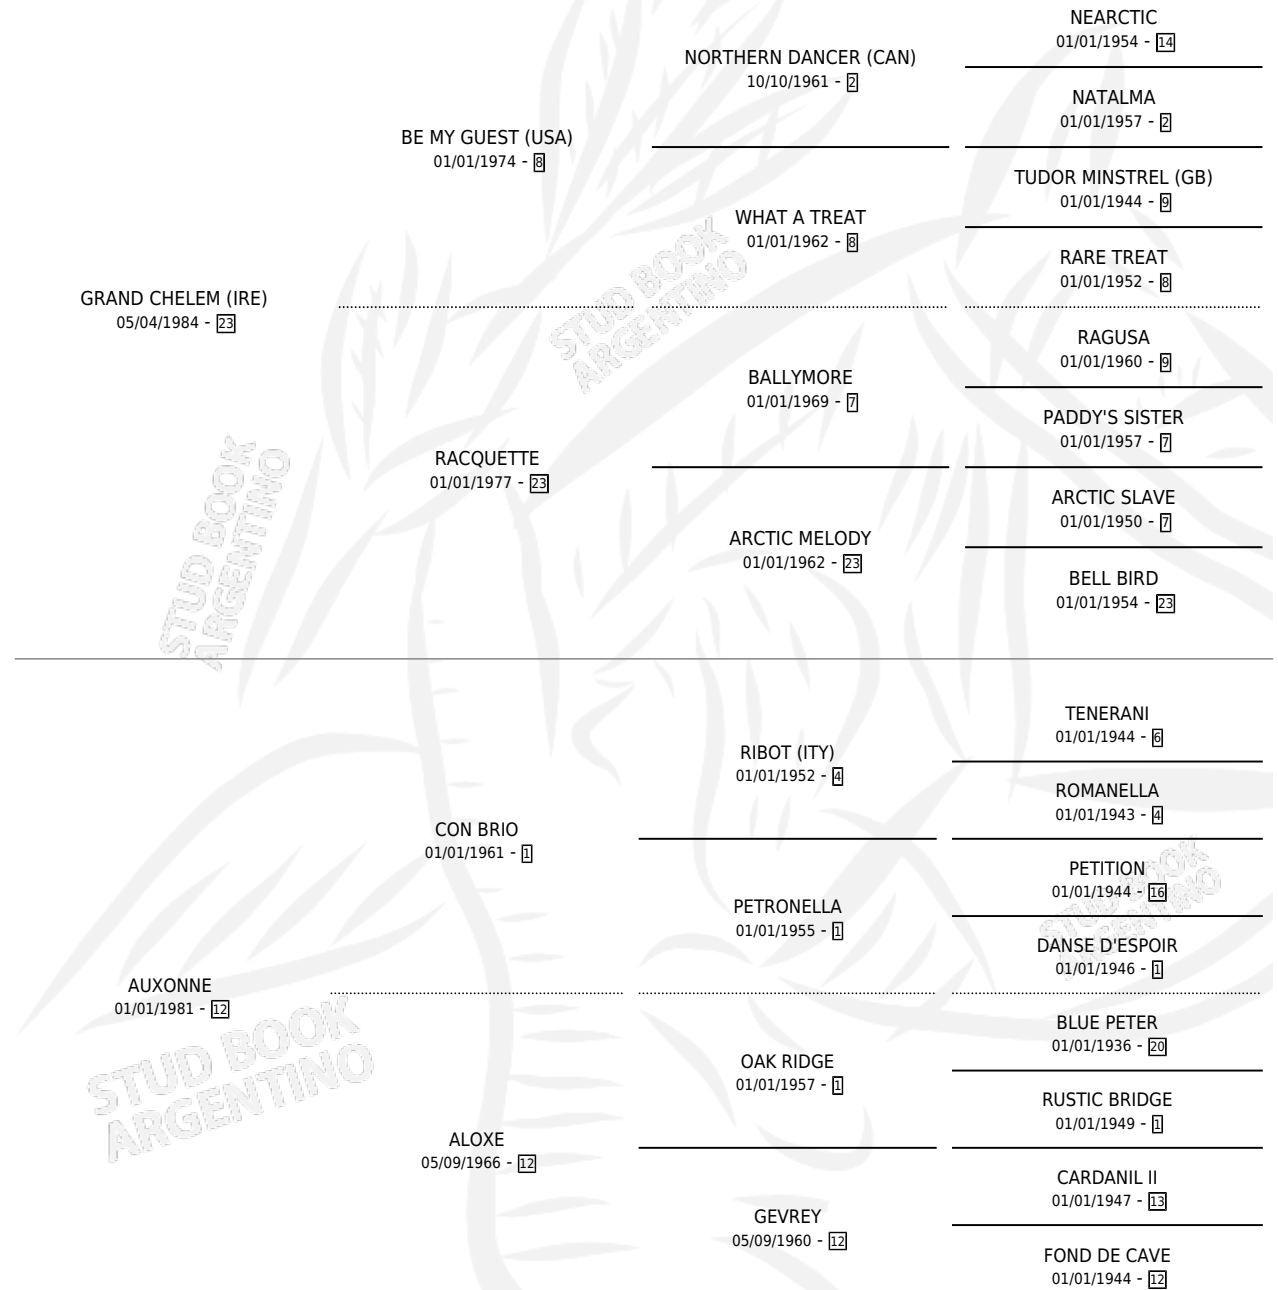 NEARCTIC
01/01/1954 - 14
NORTHERN DANCER (CAN)
10/10/1961 - 2
NATALMA
01/01/1957 - 2
BE MY GUEST (USA)
01/01/1974 - 8
TUDOR MINSTREL (GB)
01/01/1944 - 9
WHAT A TREAT
01/01/1962 - 8
RARE TREAT
01/01/1952 - 8
GRAND CHELEM (IRE)
05/04/1984 - 23
RAGUSA
01/01/1960 - 9
BALLYMORE
01/01/1969 - 7
PADDY'S SISTER
01/01/1957 - 7
RACQUETTE
01/01/1977 - 23
ARCTIC SLAVE
01/01/1950 - 7
ARCTIC MELODY
01/01/1962 - 23
BELL BIRD
01/01/1954 - 23
TENERANI
01/01/1944 - 6
RIBOT (ITY)
01/01/1952 - 4
ROMANELLA
01/01/1943 - 4
CON BRIO
01/01/1961 - 1
PETITION
01/01/1944 - 16
PETRONELLA
01/01/1955 - 1
DANSE D'ESPOIR
01/01/1946 - 1
AUXONNE
01/01/1981 - 12
BLUE PETER
01/01/1936 - 20
OAK RIDGE
01/01/1957 - 1
RUSTIC BRIDGE
01/01/1949 - 1
ALOXE
05/09/1966 - 12
CARDANIL II
01/01/1947 - 13
GEVREY
05/09/1960 - 12
FOND DE CAVE
01/01/1944 - 12
STUD BOOK
ARGENTINO
STUD BOOK
ARGENTINO
STUD BOOK
ARGENTINO
STUD BOOK
ARGENTINO